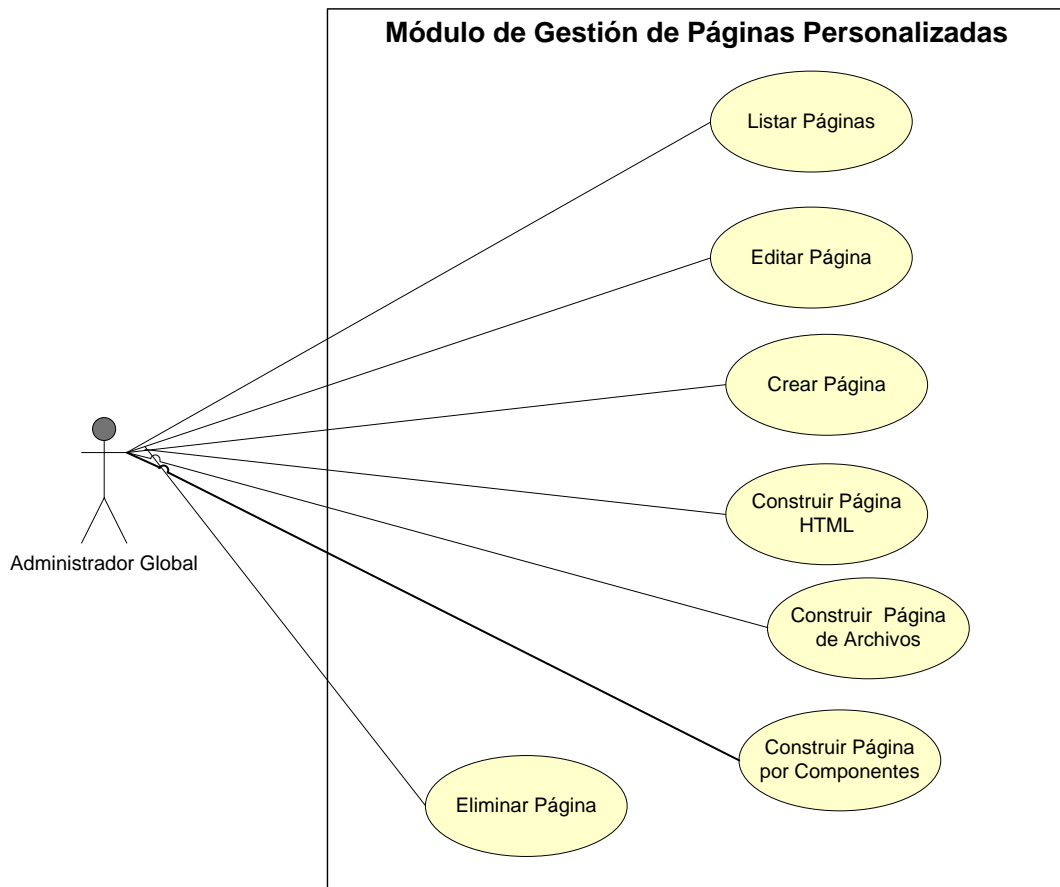 Módulo de Gestión de Páginas Personalizadas
Listar Páginas
Editar Página
Crear Página
Construir Página
HTML
Administrador Global
Construir Página
de Archivos
Construir Página
por Componentes
Eliminar Página